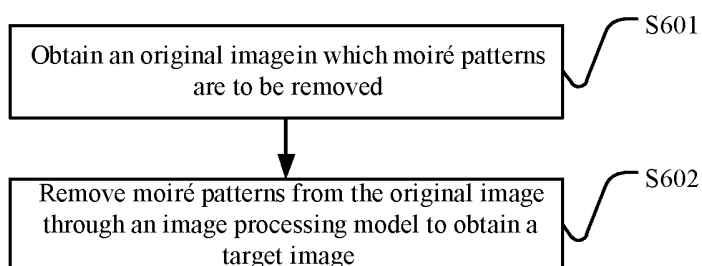 S601
Obtain an original imagein which moiré patterns
are to be removed
S602
Remove moiré patterns from the original image
through an image processing model to obtain a
target image